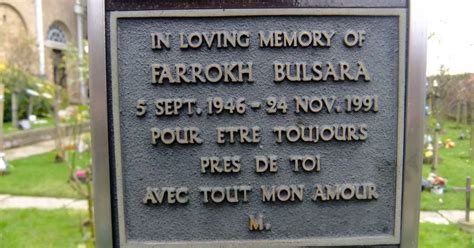 IN LOVING MEMORY OF
FARROKH BULSARA
5 SEPT. 1946 - 24 NOV. 1991
POUR ETRE TOUJOURS
PRES DE TOI
AVEC TOUT MON AMOUR
M.